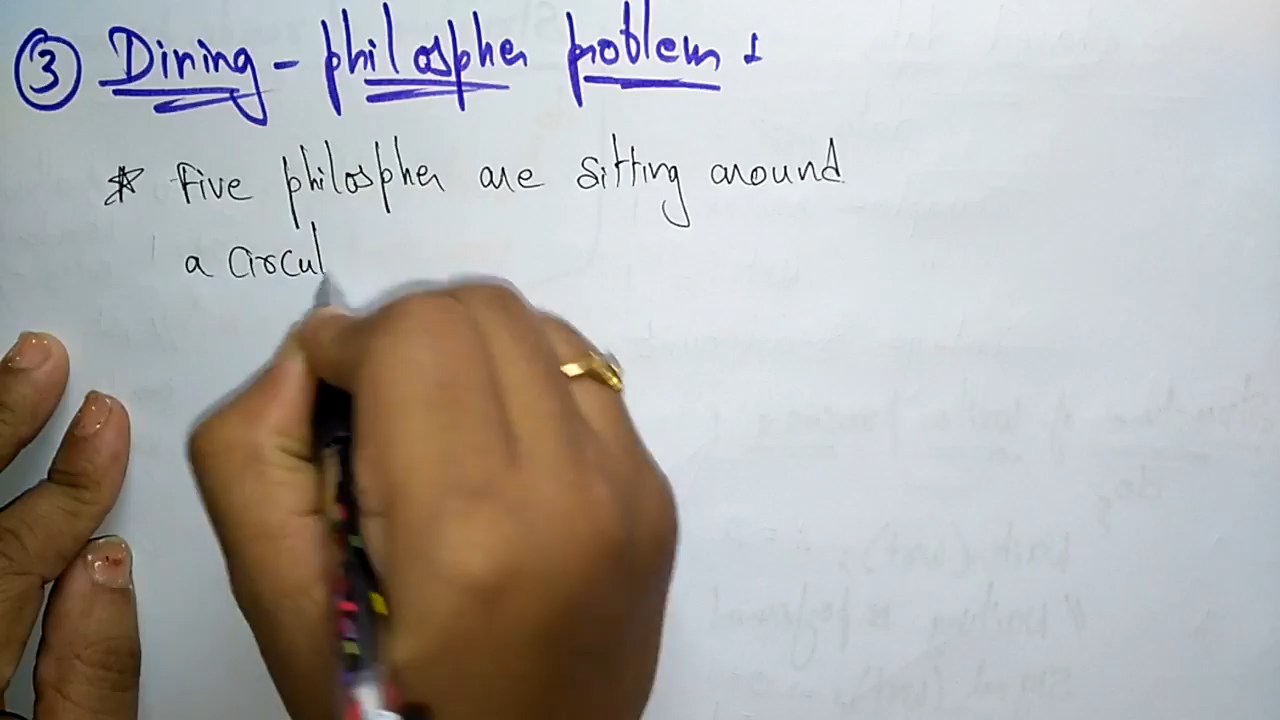 ③ Dining - philospher problem :
* Five philospher are sitting around
a Circul